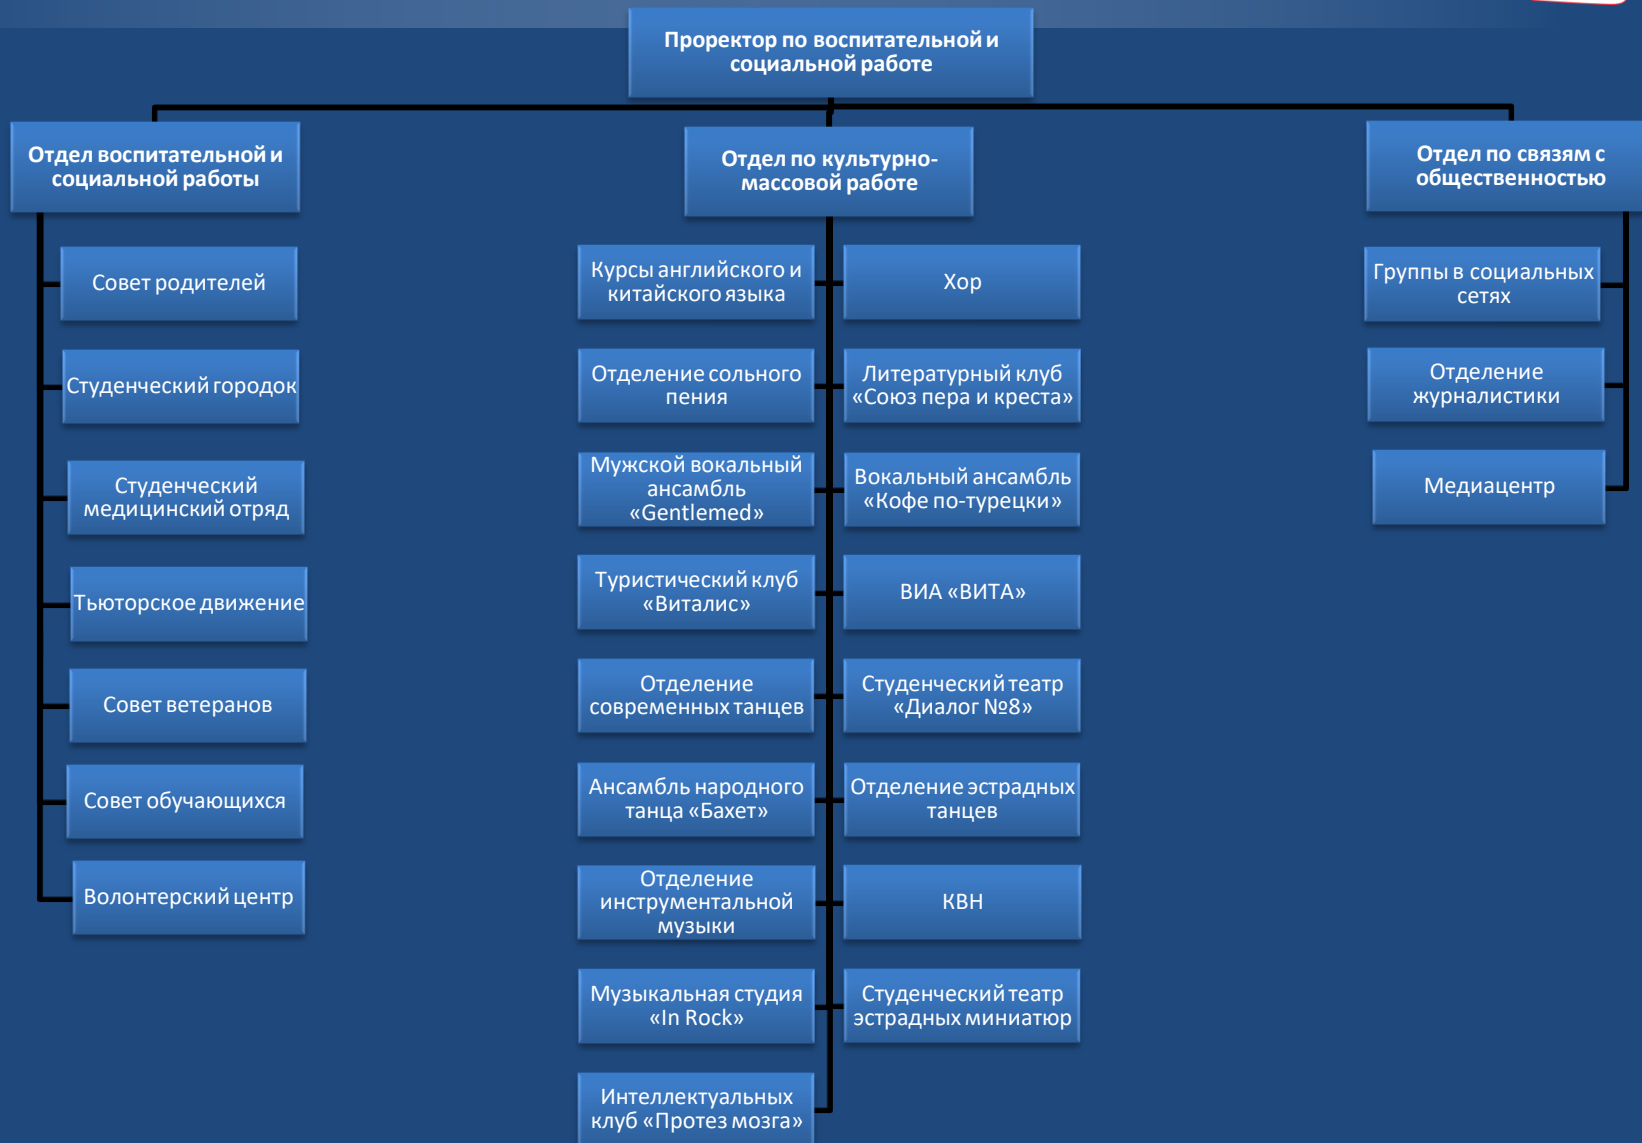 Проректор по воспитательной и
социальной работе
Отдел воспитательной и
социальной работы
Совет родителей
Студенческий городок
Студенческий
медицинский отряд
Тьюторское движение
Совет ветеранов
Совет обучающихся
Волонтерский центр
Отдел по культурно-
массовой работе
Курсы английского и
китайского языка
Хор
Отделение сольного
пения
Литературный клуб
«Союз пера и креста»
Мужской вокальный
ансамбль
«Gentlemed»
Вокальный ансамбль
«Кофе по-турецки»
Туристический клуб
«Виталис»
ВИА «ВИТА»
Отделение
современных танцев
Студенческий театр
«Диалог №8»
Ансамбль народного
танца «Бахет»
Отделение эстрадных
танцев
Отделение
инструментальной
музыки
КВН
Музыкальная студия
«In Rock»
Студенческий театр
эстрадных миниатюр
Интеллектуальных
клуб «Протез мозга»
Отдел по связям с
общественностью
Группы в социальных
сетях
Отделение
журналистики
Медиацентр